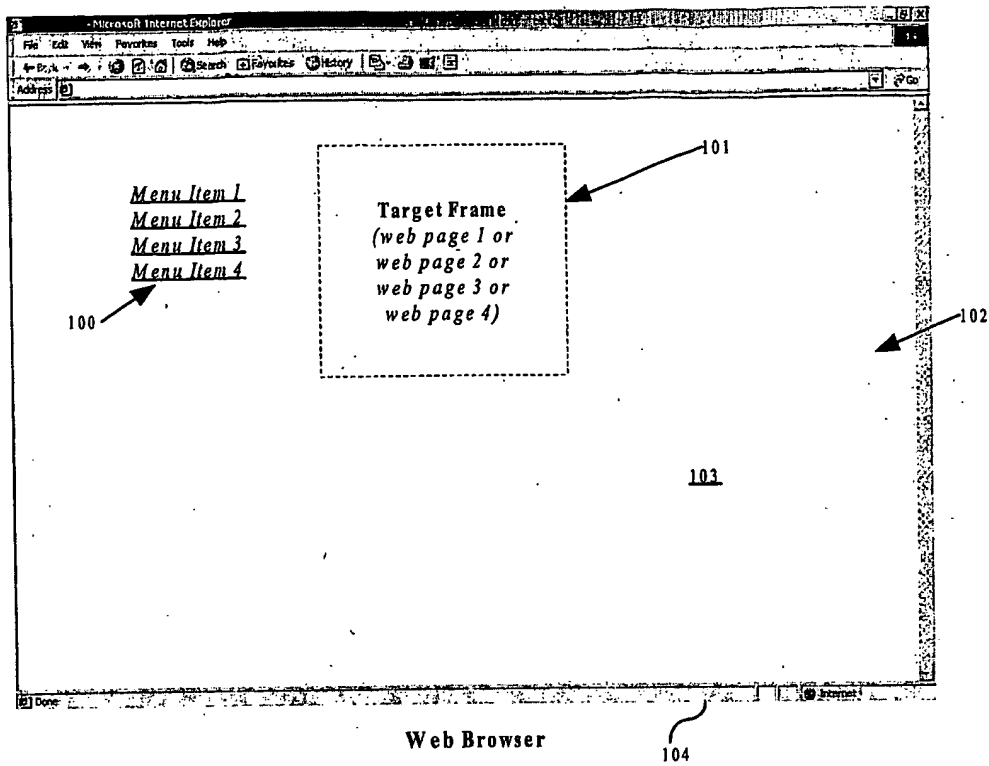 - Microsoft Internet Explorer
File Edit View Favorites Tools Help
Back Search Favorites History
Address Go
101
Menu Item 1
Menu Item 2
Menu Item 3
Menu Item 4
Target Frame
(web page 1 or
web page 2 or
web page 3 or
web page 4)
100
102
103
Done Internet
Web Browser
104